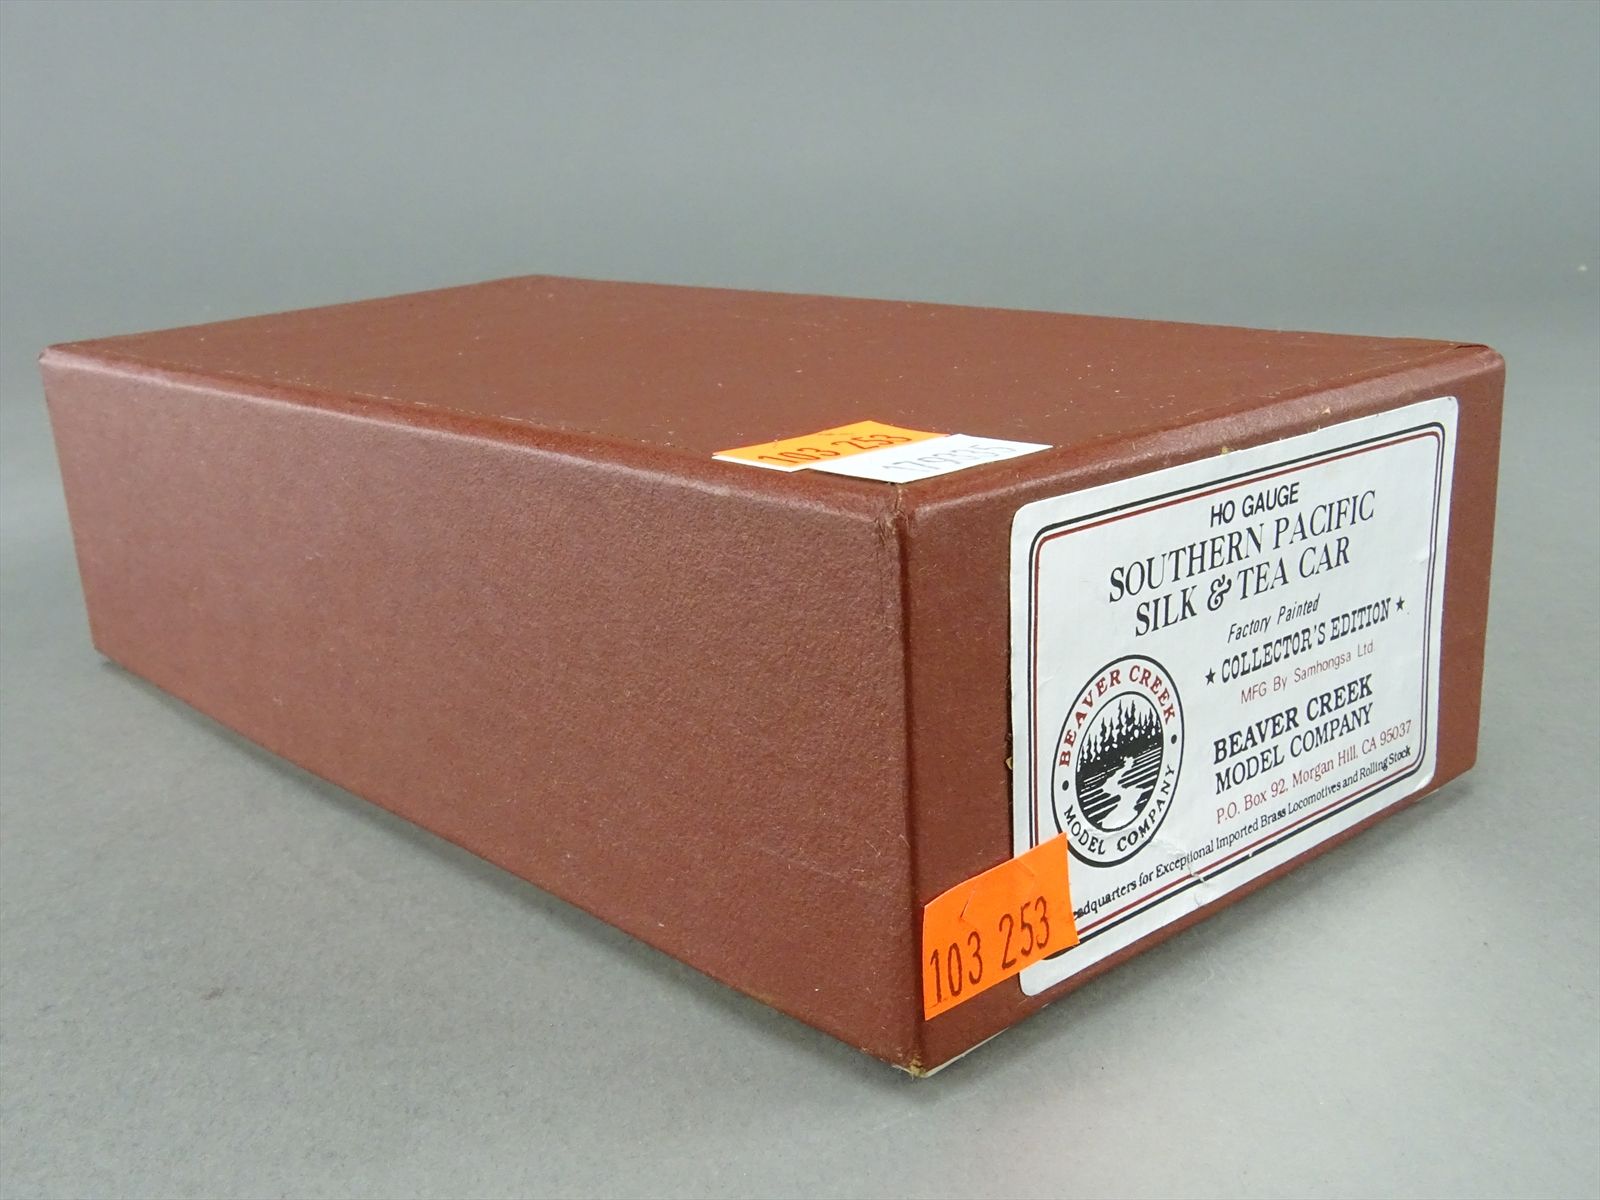 103 253
179335
HO GAUGE
SOUTHERN PACIFIC
SILK & TEA CAR
Factory Painted
★ COLLECTOR'S EDITION ★
MFG By Samhongsa Ltd.
BEAVER CREEK
MODEL COMPANY
P.O. Box 92, Morgan Hill, CA 95037
for Exceptional Imported Brass Locomotives and Rolling Stock
BEAVER CREEK
MODEL COMPANY
103 253